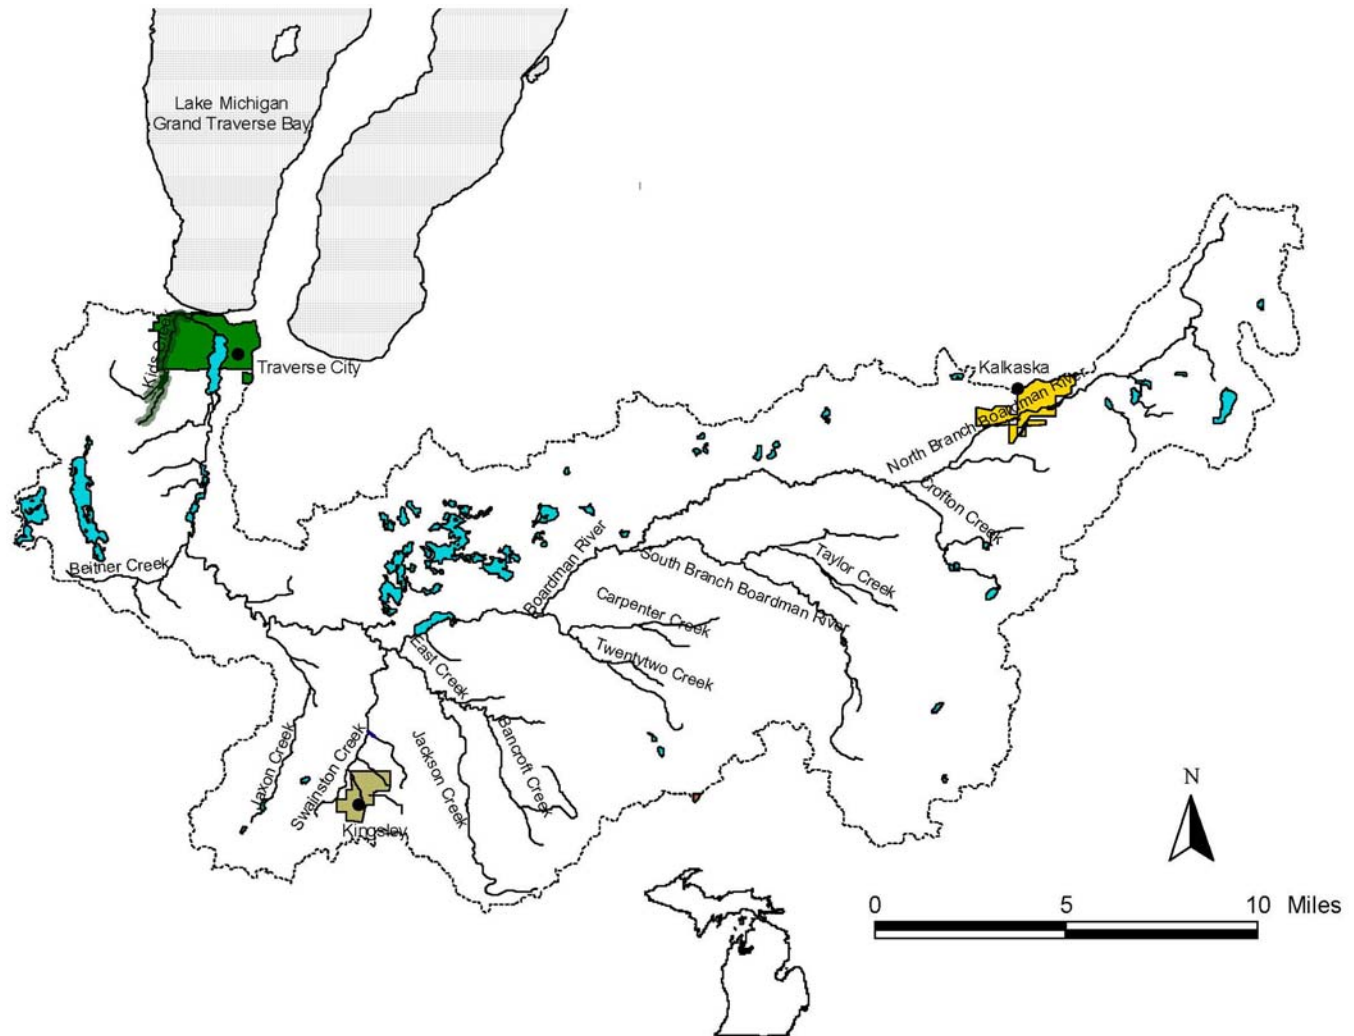 Lake Michigan
Grand Traverse Bay
Traverse City
Kalkaska
North Branch Boardman River
Crofton Creek
Beitner Creek
Boardman River
South Branch Boardman River
Taylor Creek
Carpenter Creek
Twentytwo Creek
East Creek
Jaxon Creek
Swainston Creek
Jackson Creek
Bancroft Creek
Kingsley
N
0 5 10 Miles